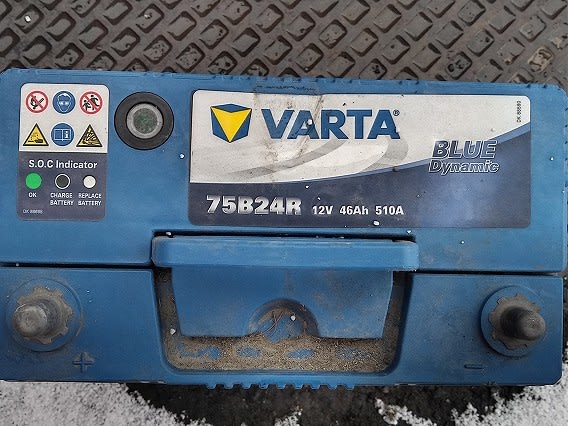 VARTA®
BLUE
Dynamic
75B24R 12V 46Ah 510A
S.O.C Indicator
OK
CHARGE BATTERY
REPLACE BATTERY
+
-